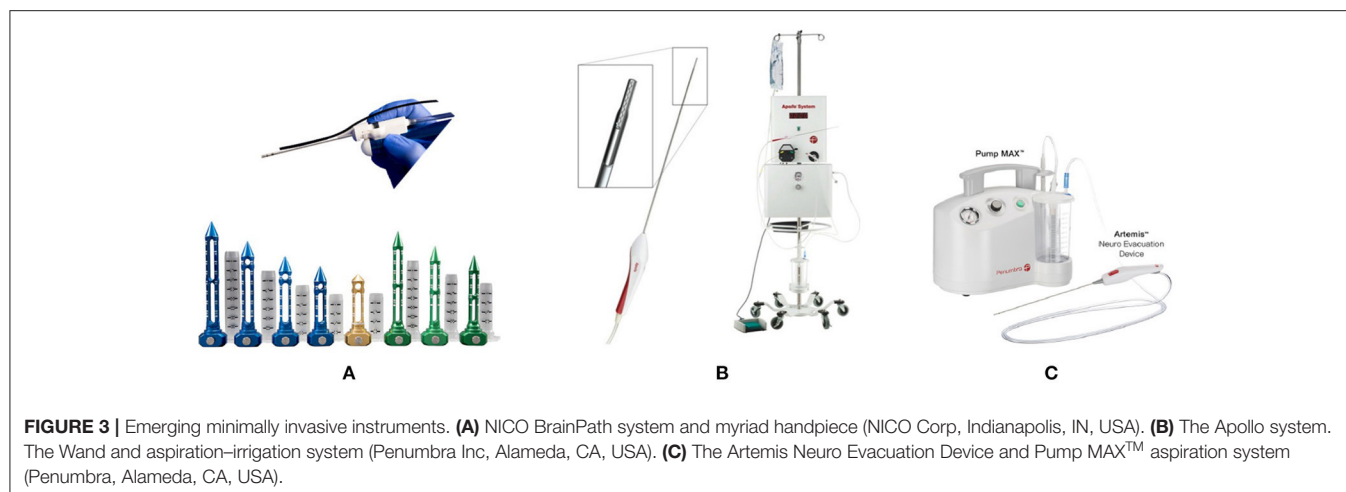 Apollo System
Pump MAX™
Artemis™
Neuro Evacuation
Device
Penumbra
A
B
C
FIGURE 3 | Emerging minimally invasive instruments. (A) NICO BrainPath system and myriad handpiece (NICO Corp, Indianapolis, IN, USA). (B) The Apollo system.
The Wand and aspiration–irrigation system (Penumbra Inc, Alameda, CA, USA). (C) The Artemis Neuro Evacuation Device and Pump MAX™ aspiration system
(Penumbra, Alameda, CA, USA).